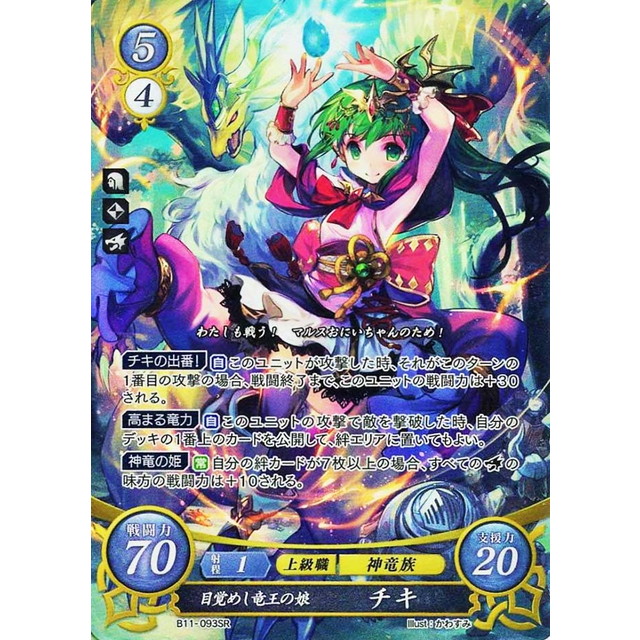 5
4
わたしも戦う! マルスおにいちゃんのため!
チキの出番! 自 このユニットが攻撃した時、それがこのターンの
1番目の攻撃の場合、戦闘終了まで、このユニットの戦闘力は+30
される。
高まる竜力 自 このユニットの攻撃で敵を撃破した時、自分の
デッキの1番上のカードを公開して、絆エリアに置いてもよい。
神竜の姫 常 自分の絆カードが7枚以上の場合、すべての の
味方の戦闘力は+10される。
戦闘力
70
射程 1
上級職
神竜族
支援力
20
目覚めし竜王の娘 チキ
B11-093SR
Illust:かわすみ